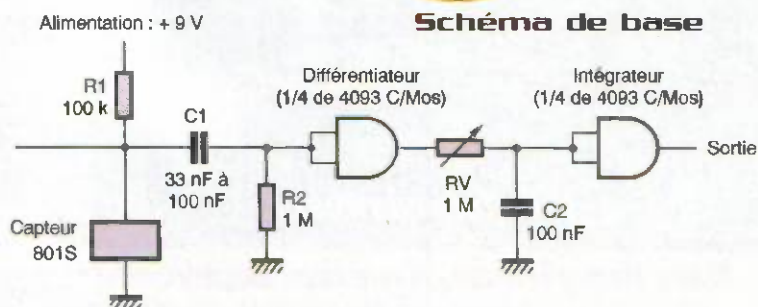 Schéma de base
Alimentation : + 9 V
R1
100 k
C1
33 nF à
100 nF
Capteur
801S
R2
1 M
Différentiateur
(1/4 de 4093 C/Mos)
RV
1 M
C2
100 nF
Intégrateur
(1/4 de 4093 C/Mos)
Sortie